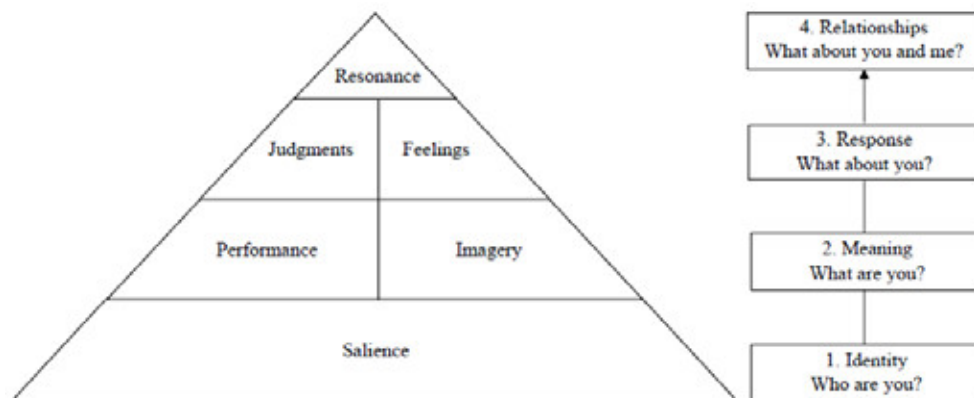 Resonance
Judgments
Feelings
Performance
Imagery
Salience
4. Relationships
What about you and me?
3. Response
What about you?
2. Meaning
What are you?
1. Identity
Who are you?